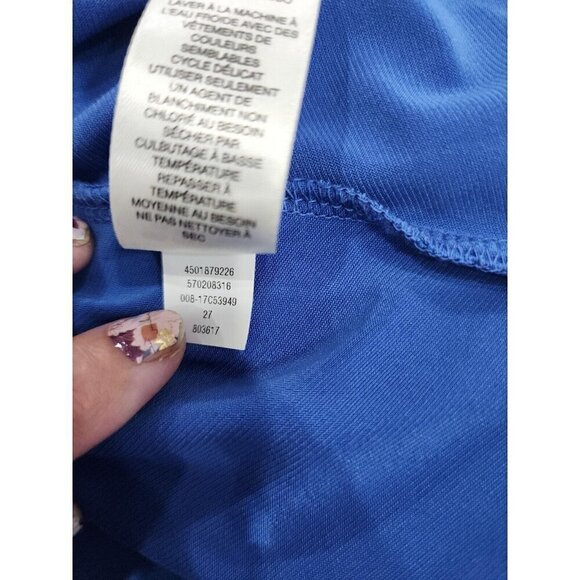 LAVER À LA MACHINE À
L'EAU FROIDE AVEC DES
VÊTEMENTS DE
COULEURS
SEMBLABLES
CYCLE DÉLICAT
UTILISER SEULEMENT
UN AGENT DE
BLANCHIMENT NON
CHLORÉ AU BESOIN
SÉCHER PAR
CULBUTAGE À BASSE
TEMPÉRATURE
REPASSER À
TEMPÉRATURE
MOYENNE AU BESOIN
NE PAS NETTOYER À
SEC
4501879226
570208316
008-17C53949
27
803617